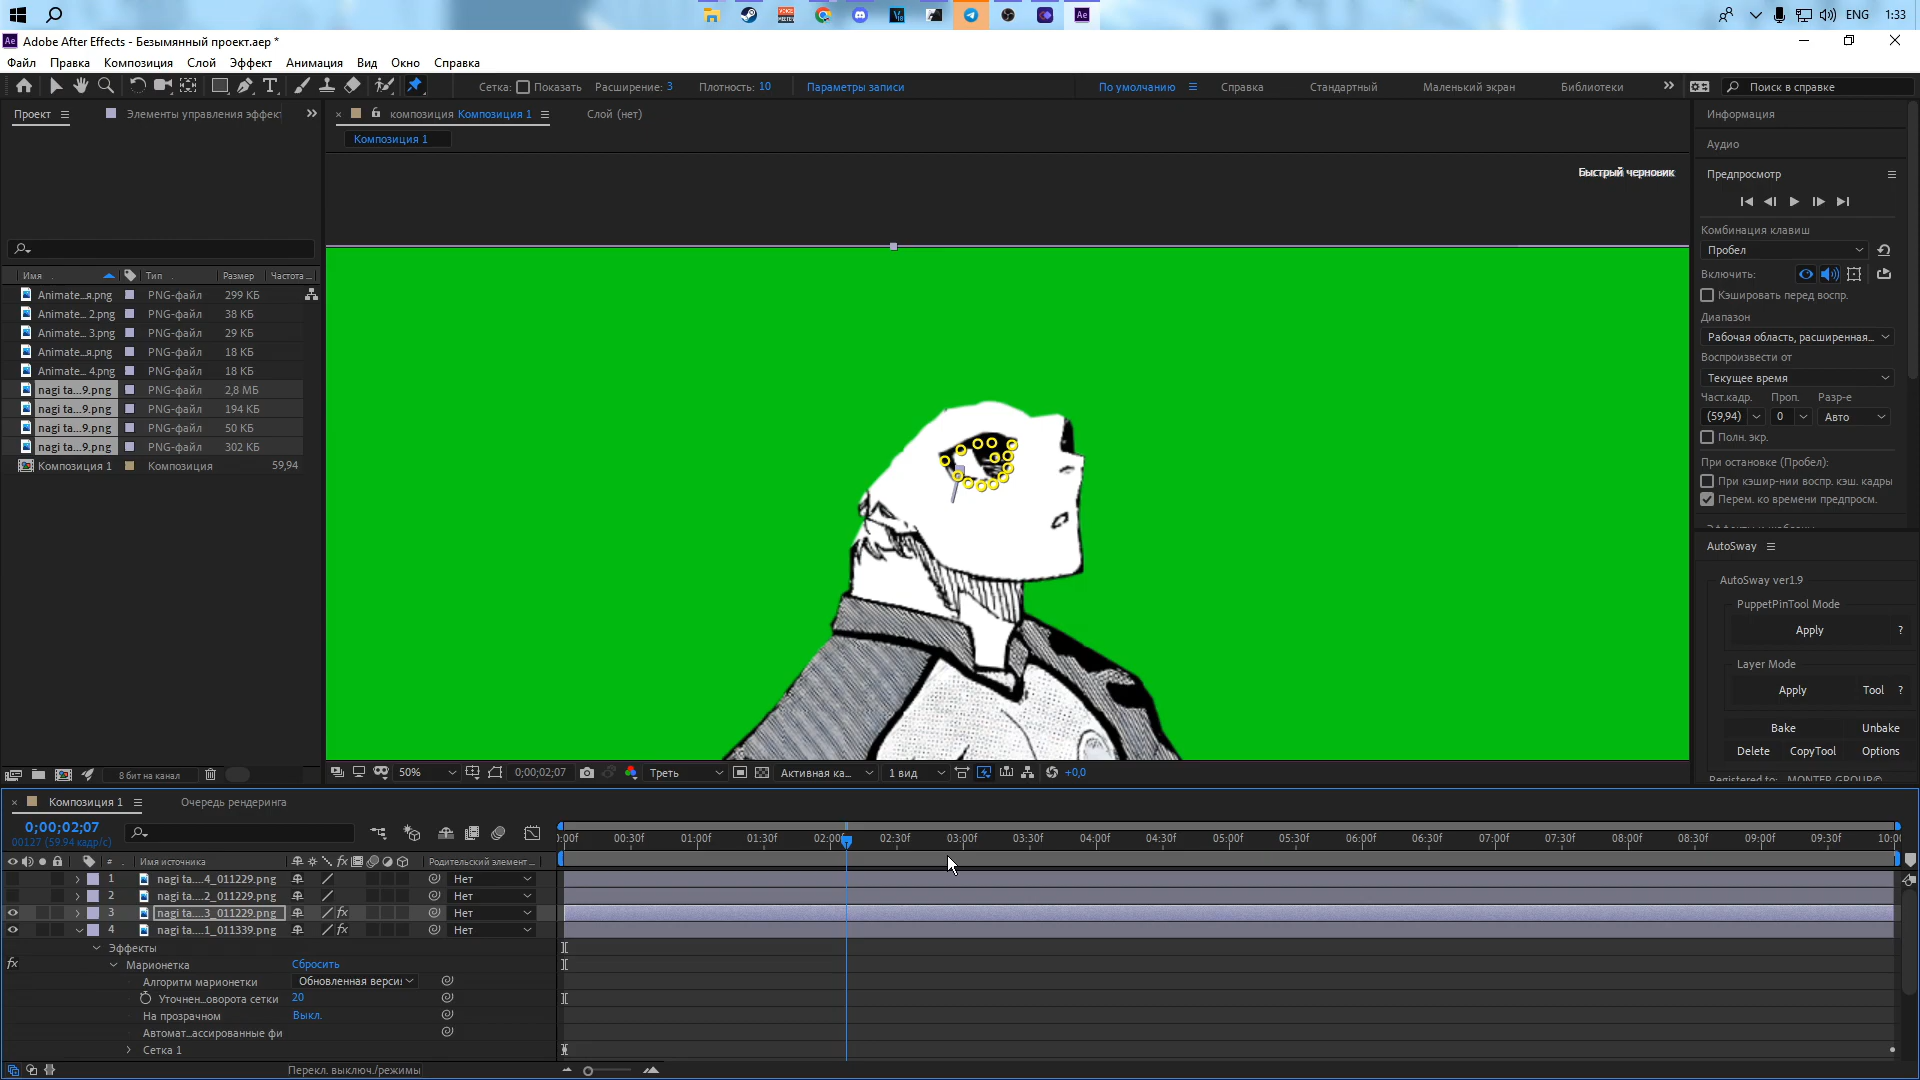 ENG 1:33
Adobe After Effects - Безымянный проект.aep *
Файл Правка Композиция Слой Эффект Анимация Вид Окно Справка
Сетка: Показать Расширение: 3 Плотность: 10 Параметры записи По умолчанию Справка Стандартный Маленький экран Библиотеки Поиск в справке
Проект Элементы управления эффект
композиция Композиция 1 Слой (нет)
Композиция 1
Быстрый черновик
Имя Тип Размер Частота ...
Animate...я.png PNG-файл 299 КБ
Animate... 2.png PNG-файл 38 КБ
Animate... 3.png PNG-файл 29 КБ
Animate...я.png PNG-файл 18 КБ
Animate... 4.png PNG-файл 18 КБ
nagi ta...9.png PNG-файл 2,8 МБ
nagi ta...9.png PNG-файл 194 КБ
nagi ta...9.png PNG-файл 50 КБ
nagi ta...9.png PNG-файл 302 КБ
Композиция 1 Композиция 59,94
8 бит на канал
50% 0;00;02;07 Треть Активная ка... 1 вид +0,0
Информация
Аудио
Предпросмотр
Комбинация клавиш
Пробел
Включить:
Кэшировать перед воспр.
Диапазон
Рабочая область, расширенная...
Воспроизвести от
Текущее время
Част.кадр. Проп. Разр-е
(59,94) 0 Авто
Полн. экр.
При остановке (Пробел):
При кэшир-нии воспр. кэш. кадры
Перем. ко времени предпросм.
AutoSway
AutoSway ver1.9
PuppetPinTool Mode
Apply ?
Layer Mode
Apply Tool ?
Bake Unbake
Delete CopyTool Options
Registered to: MONTER GROUP©
Композиция 1 Очередь рендеринга
0;00;02;07
00127 (59.94 кадр/с)
0:00f 00:30f 01:00f 01:30f 02:00f 02:30f 03:00f 03:30f 04:00f 04:30f 05:00f 05:30f 06:00f 06:30f 07:00f 07:30f 08:00f 08:30f 09:00f 09:30f 10:0
# Имя источника Родительский элемент ...
1 nagi ta....4_011229.png Нет
2 nagi ta....2_011229.png Нет
3 nagi ta....3_011229.png Нет
4 nagi ta....1_011339.png Нет
Эффекты
fx Марионетка Сбросить
Алгоритм марионетки Обновленная верси
Уточнен...оворота сетки 20
На прозрачном Выкл.
Автомат...ассированные фи
Сетка 1
Перекл. выключ./режимы